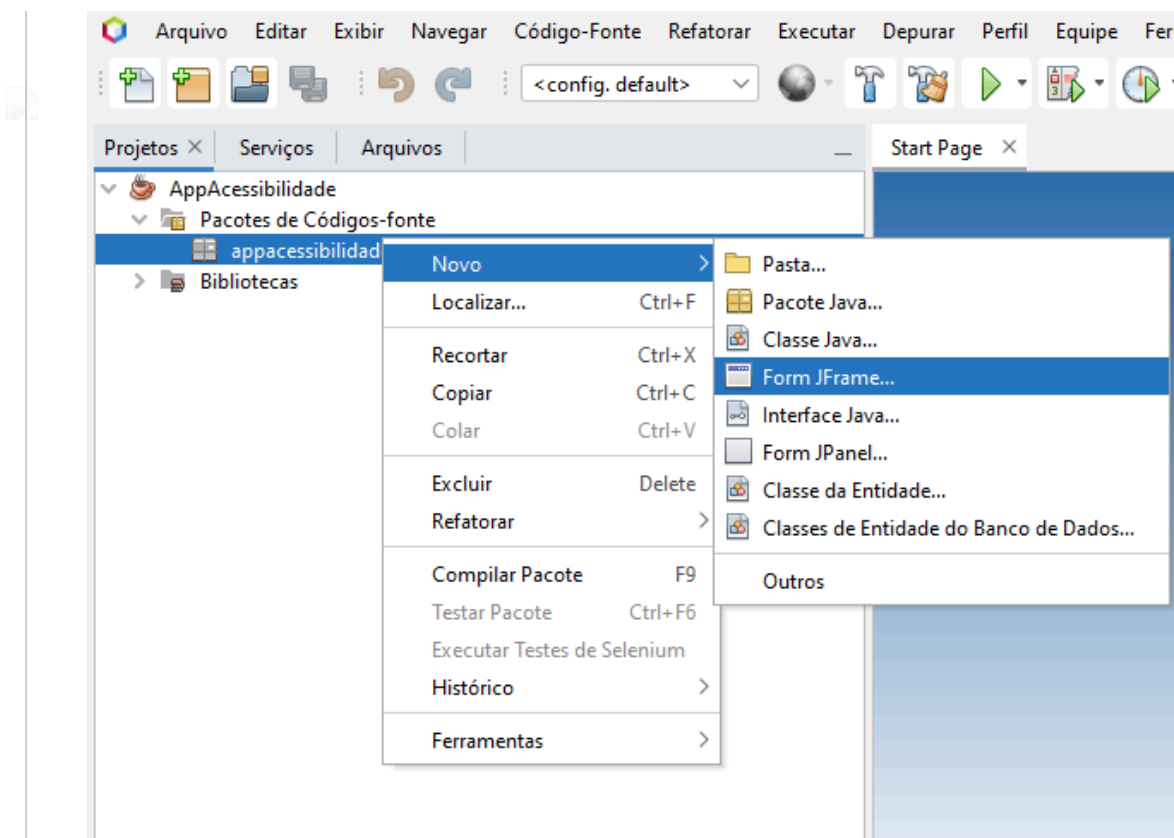 Arquivo Editar Exibir Navegar Código-Fonte Refatorar Executar Depurar Perfil Equipe Fer
<config. default>
Projetos Serviços Arquivos
Start Page
AppAcessibilidade
Pacotes de Códigos-fonte
appacessibilidad
Bibliotecas
Novo
Localizar... Ctrl+F
Recortar Ctrl+X
Copiar Ctrl+C
Colar Ctrl+V
Excluir Delete
Refatorar
Compilar Pacote F9
Testar Pacote Ctrl+F6
Executar Testes de Selenium
Histórico
Ferramentas
Pasta...
Pacote Java...
Classe Java...
Form JFrame...
Interface Java...
Form JPanel...
Classe da Entidade...
Classes de Entidade do Banco de Dados...
Outros